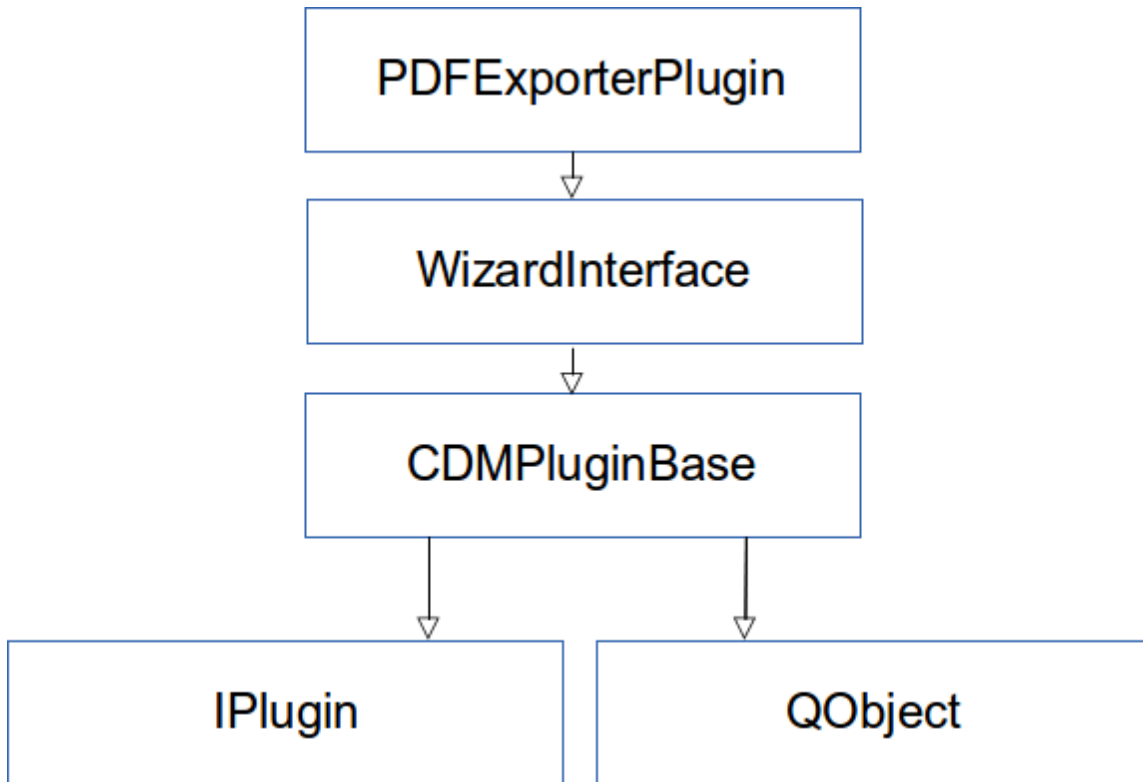 PDFExporterPlugin
WizardInterface
CDMPluginBase
IPlugin
QObject